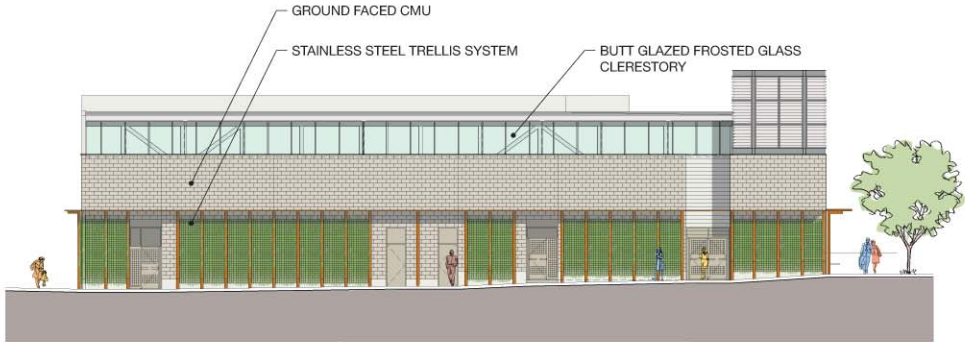 GROUND FACED CMU
STAINLESS STEEL TRELLIS SYSTEM
BUTT GLAZED FROSTED GLASS
CLERESTORY